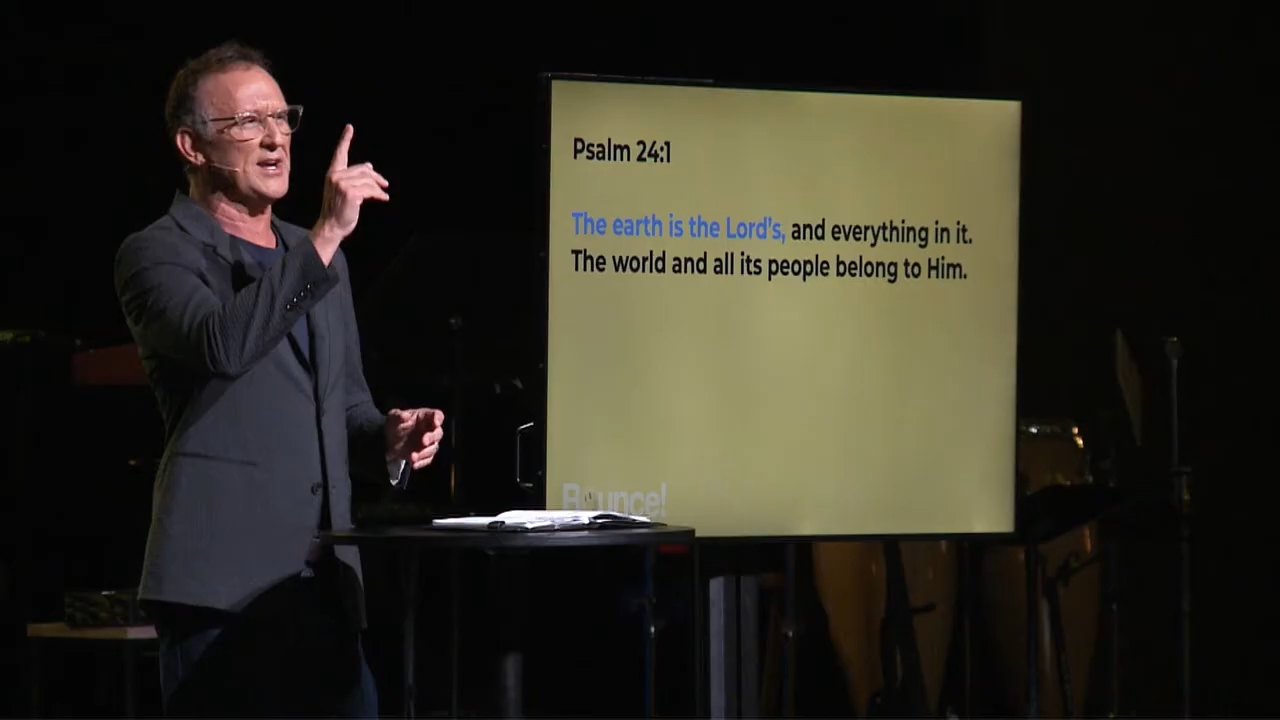 Psalm 24:1
The earth is the Lord's, and everything in it.
The world and all its people belong to Him.
Bounce!